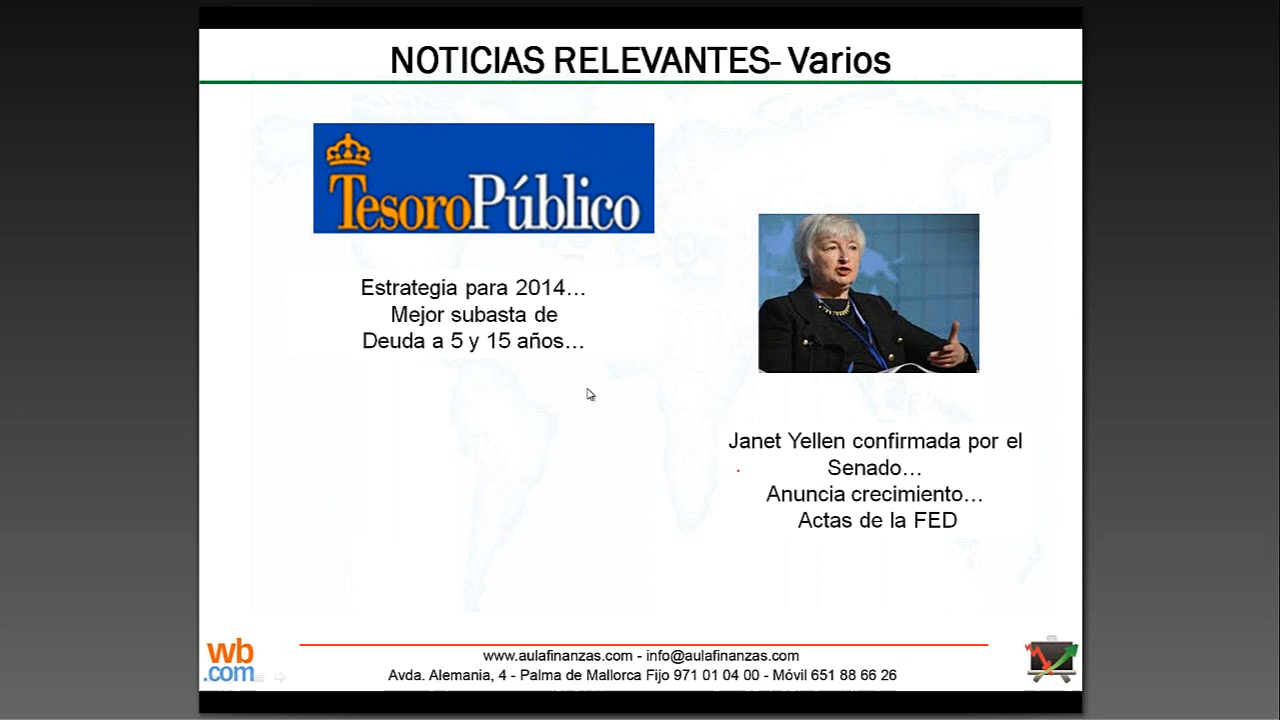 NOTICIAS RELEVANTES- Varios
TesoroPúblico
Estrategia para 2014…
Mejor subasta de
Deuda a 5 y 15 años…
Janet Yellen confirmada por el
Senado…
Anuncia crecimiento…
Actas de la FED
wb
.com
www.aulafinanzas.com - info@aulafinanzas.com
Avda. Alemania, 4 - Palma de Mallorca Fijo 971 01 04 00 - Móvil 651 88 66 26